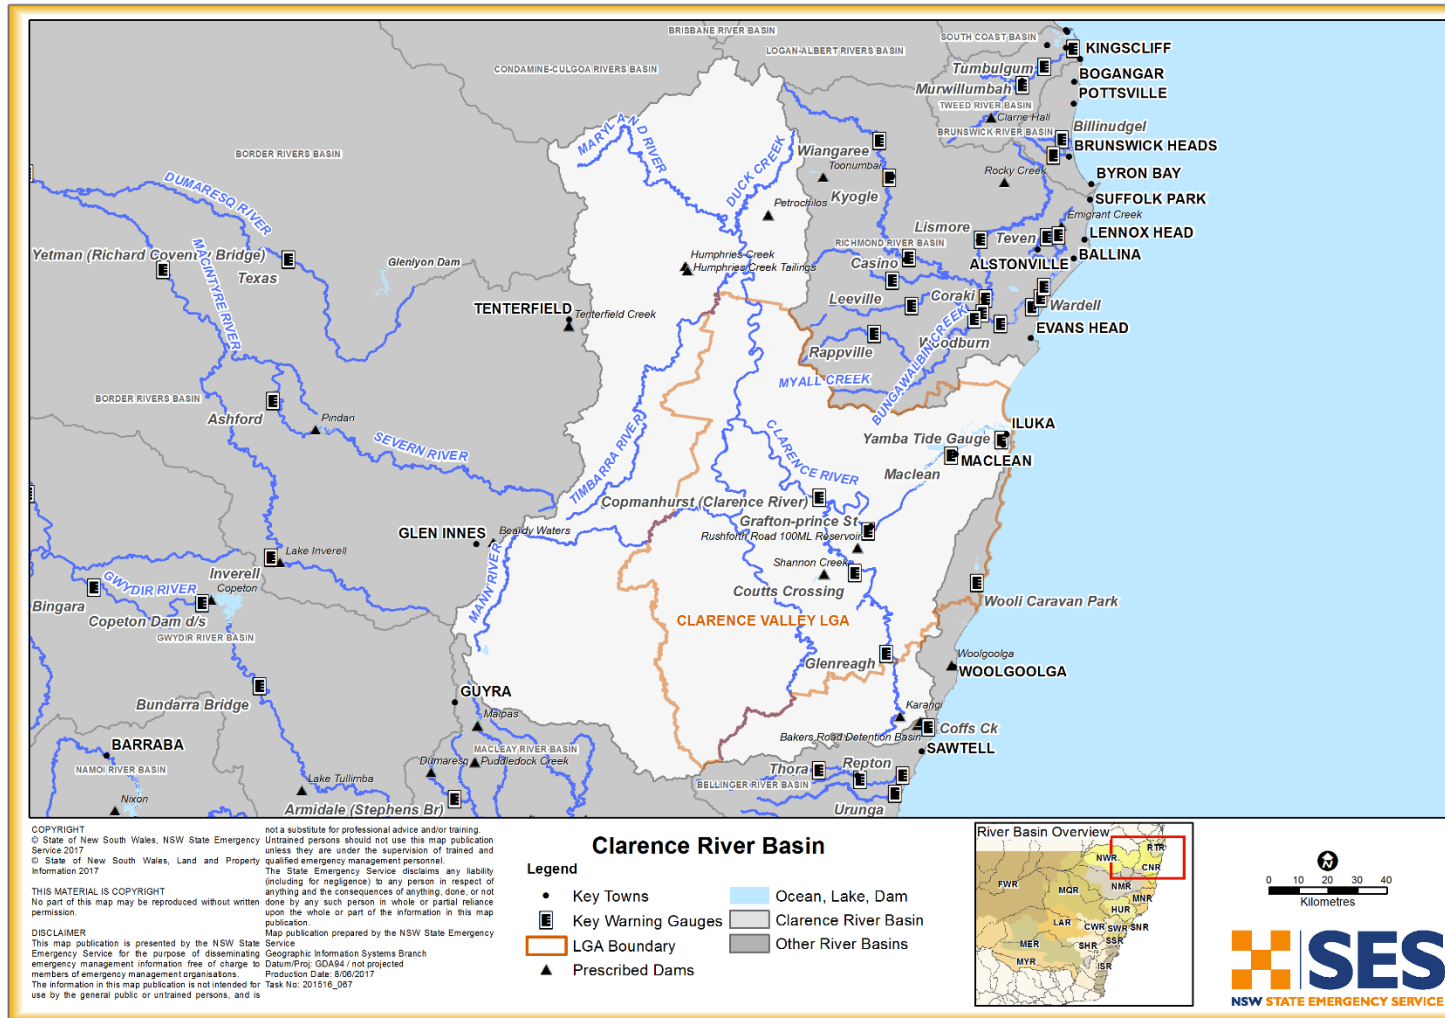 BRISBANE RIVER BASIN
SOUTH COAST BASIN
LOGAN-ALBERT RIVERS BASIN
KINGSCLIFF
CONDAMINE-CULGOA RIVERS BASIN
Tumbulgum
BOGANGAR
Murwillumbah
POTTSVILLE
TWEED RIVER BASIN
Clarrie Hall
MARYLAND RIVER
BRUNSWICK RIVER BASIN
Billinudgel
BRUNSWICK HEADS
BORDER RIVERS BASIN
Wiangaree
Toonumbar
DUCK CREEK
Rocky Creek
BYRON BAY
DUMARESQ RIVER
Kyogle
SUFFOLK PARK
Petrochilos
Emigrant Creek
Lismore
Teven
LENNOX HEAD
MACINTYRE RIVER
RICHMOND RIVER BASIN
Yetman (Richard Coventry Bridge)
Humphries Creek
BALLINA
Glenlyon Dam
Casino
ALSTONVILLE
Humphries Creek Tailings
Texas
Leeville
Coraki
Wardell
TENTERFIELD
Tenterfield Creek
EVANS HEAD
Woodburn
Rappville
MYALL CREEK
BUNGAWALBIN CREEK
BORDER RIVERS BASIN
Ashford
Pindari
ILUKA
SEVERN RIVER
TIMBARRA RIVER
CLARENCE RIVER
Yamba Tide Gauge
MACLEAN
Maclean
Copmanhurst (Clarence River)
Grafton-prince St
GLEN INNES
Beardy Waters
Rushforth Road 100ML Reservoir
Lake Inverell
Shannon Creek
Inverell
MANN RIVER
GWYDIR RIVER
Copeton
Coutts Crossing
Bingara
Wooli Caravan Park
Copeton Dam d/s
CLARENCE VALLEY LGA
GWYDIR RIVER BASIN
Woolgoolga
Glenreagh
WOOLGOOLGA
GUYRA
Bundarra Bridge
Karangi
Malpas
Coffs Ck
Bakers Road Detention Basin
BARRABA
MACLEAY RIVER BASIN
SAWTELL
Dumaresq
Puddledock Creek
NAMOI RIVER BASIN
Thora
Repton
Lake Tullimba
BELLINGER RIVER BASIN
Nixon
Armidale (Stephens Br)
Urunga
COPYRIGHT
© State of New South Wales, NSW State Emergency
Service 2017
© State of New South Wales, Land and Property
Information 2017
THIS MATERIAL IS COPYRIGHT
No part of this map may be reproduced without written
permission.
DISCLAIMER
This map publication is presented by the NSW State
Emergency Service for the purpose of disseminating
emergency management information free of charge to
members of emergency management organisations.
The information in this map publication is not intended for
use by the general public or untrained persons, and is
not a substitute for professional advice and/or training.
Untrained persons should not use this map publication
unless they are under the supervision of trained and
qualified emergency management personnel.
The State Emergency Service disclaims any liability
(including for negligence) to any person in respect of
anything and the consequences of anything, done, or not
done by any such person in whole or partial reliance
upon the whole or part of the information in this map
publication.
Map publication prepared by the NSW State Emergency
Service
Geographic Information Systems Branch
Datum/Proj: GDA94 / not projected
Production Date: 8/06/2017
Task No: 201516_067
Clarence River Basin
Legend
Key Towns
Key Warning Gauges
LGA Boundary
Prescribed Dams
Ocean, Lake, Dam
Clarence River Basin
Other River Basins
River Basin Overview
RTR
NWR
CNR
FWR
MQR
NMR
MNR
HUR
LAR
CWR
SWR
SNR
MER
SHR
SSR
MYR
ISR
N
0 10 20 30 40
Kilometres
SES
NSW STATE EMERGENCY SERVICE